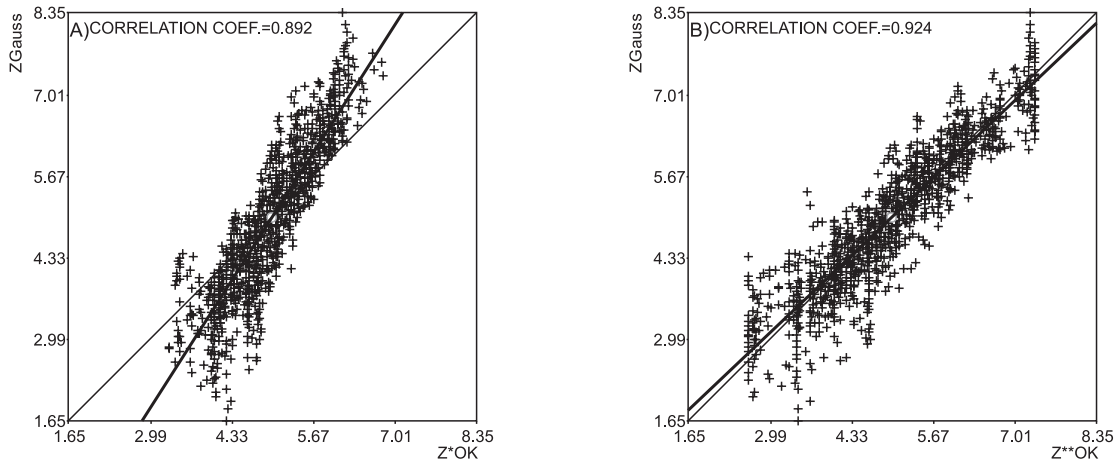 A) CORRELATION COEF.=0.892
ZGauss
8.35
7.01
5.67
4.33
2.99
1.65
1.65 2.99 4.33 5.67 7.01 8.35
Z*OK
B) CORRELATION COEF.=0.924
ZGauss
8.35
7.01
5.67
4.33
2.99
1.65
1.65 2.99 4.33 5.67 7.01 8.35
Z**OK